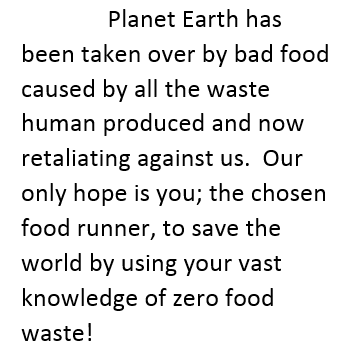 Planet Earth has
been taken over by bad food
caused by all the waste
human produced and now
retaliating against us.  Our
only hope is you; the chosen
food runner, to save the
world by using your vast
knowledge of zero food
waste!